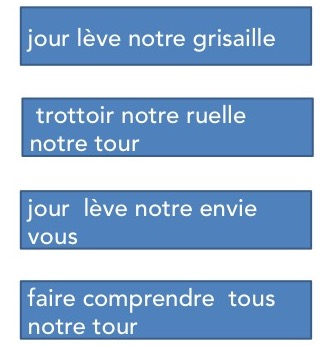 jour lève notre grisaille
trottoir notre ruelle
notre tour
jour lève notre envie
vous
faire comprendre tous
notre tour